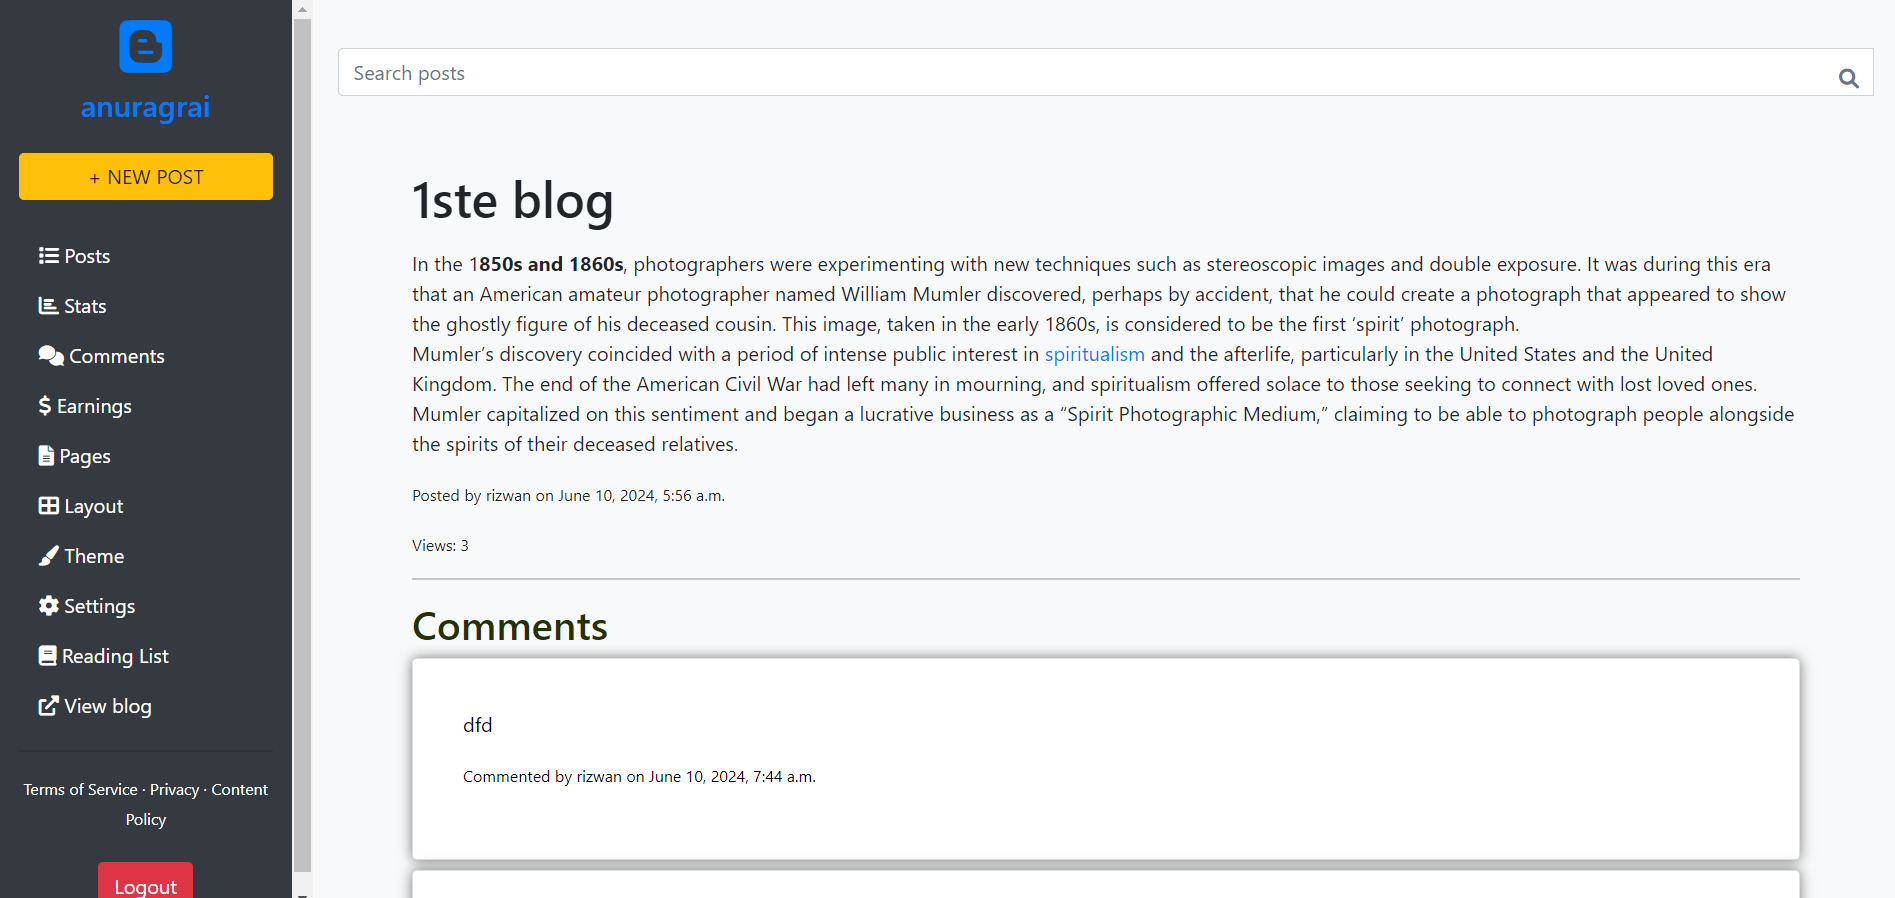 anuragrai
+ NEW POST
Posts
Stats
Comments
Earnings
Pages
Layout
Theme
Settings
Reading List
View blog
Terms of Service · Privacy · Content
Policy
Logout
Search posts
1ste blog
In the 1850s and 1860s, photographers were experimenting with new techniques such as stereoscopic images and double exposure. It was during this era
that an American amateur photographer named William Mumler discovered, perhaps by accident, that he could create a photograph that appeared to show
the ghostly figure of his deceased cousin. This image, taken in the early 1860s, is considered to be the first ‘spirit’ photograph.
Mumler’s discovery coincided with a period of intense public interest in spiritualism and the afterlife, particularly in the United States and the United
Kingdom. The end of the American Civil War had left many in mourning, and spiritualism offered solace to those seeking to connect with lost loved ones.
Mumler capitalized on this sentiment and began a lucrative business as a “Spirit Photographic Medium,” claiming to be able to photograph people alongside
the spirits of their deceased relatives.
Posted by rizwan on June 10, 2024, 5:56 a.m.
Views: 3
Comments
dfd
Commented by rizwan on June 10, 2024, 7:44 a.m.